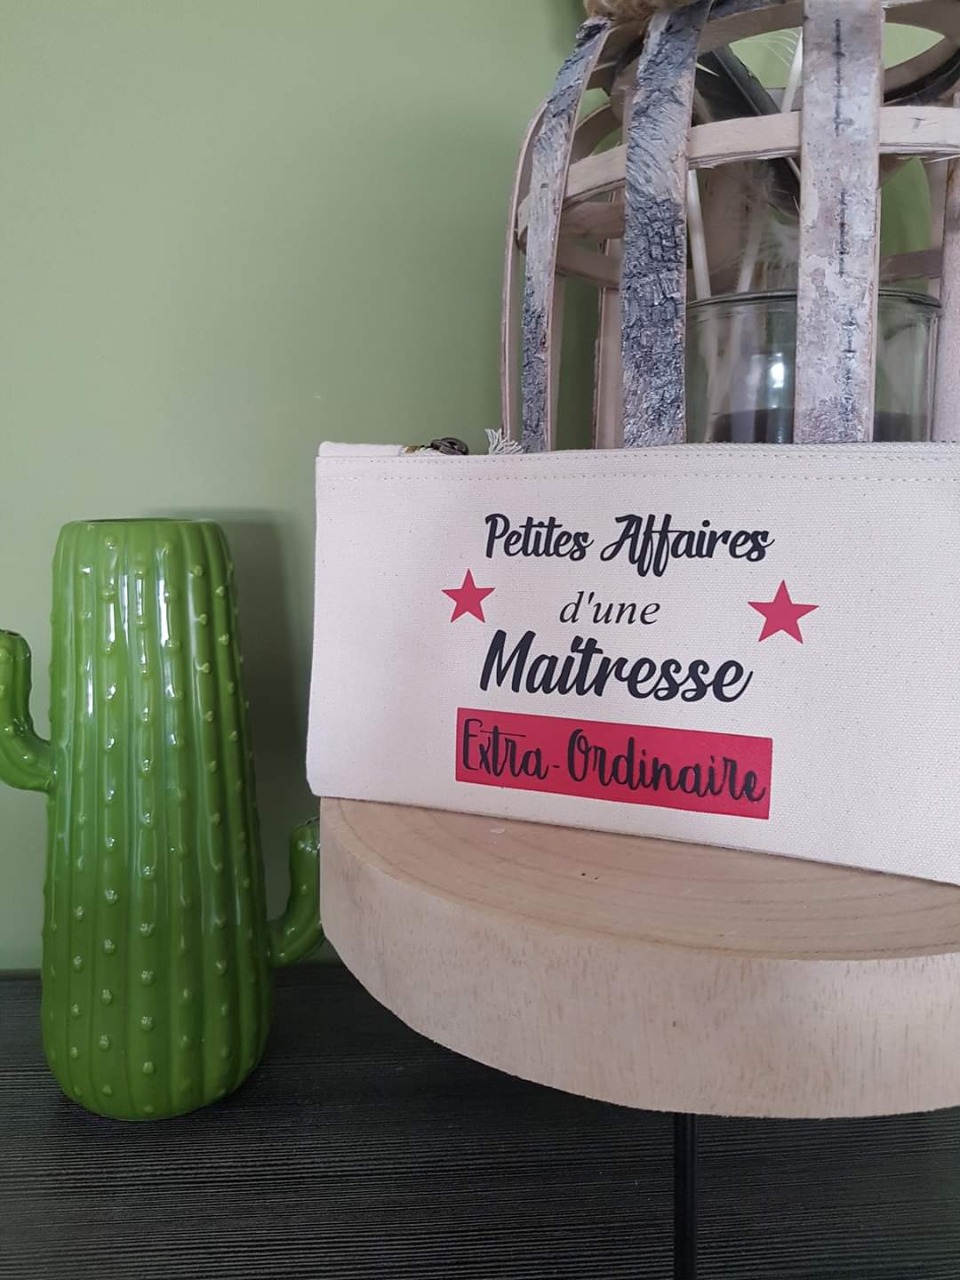 Petites Affaires
d'une
Maîtresse
Extra-Ordinaire